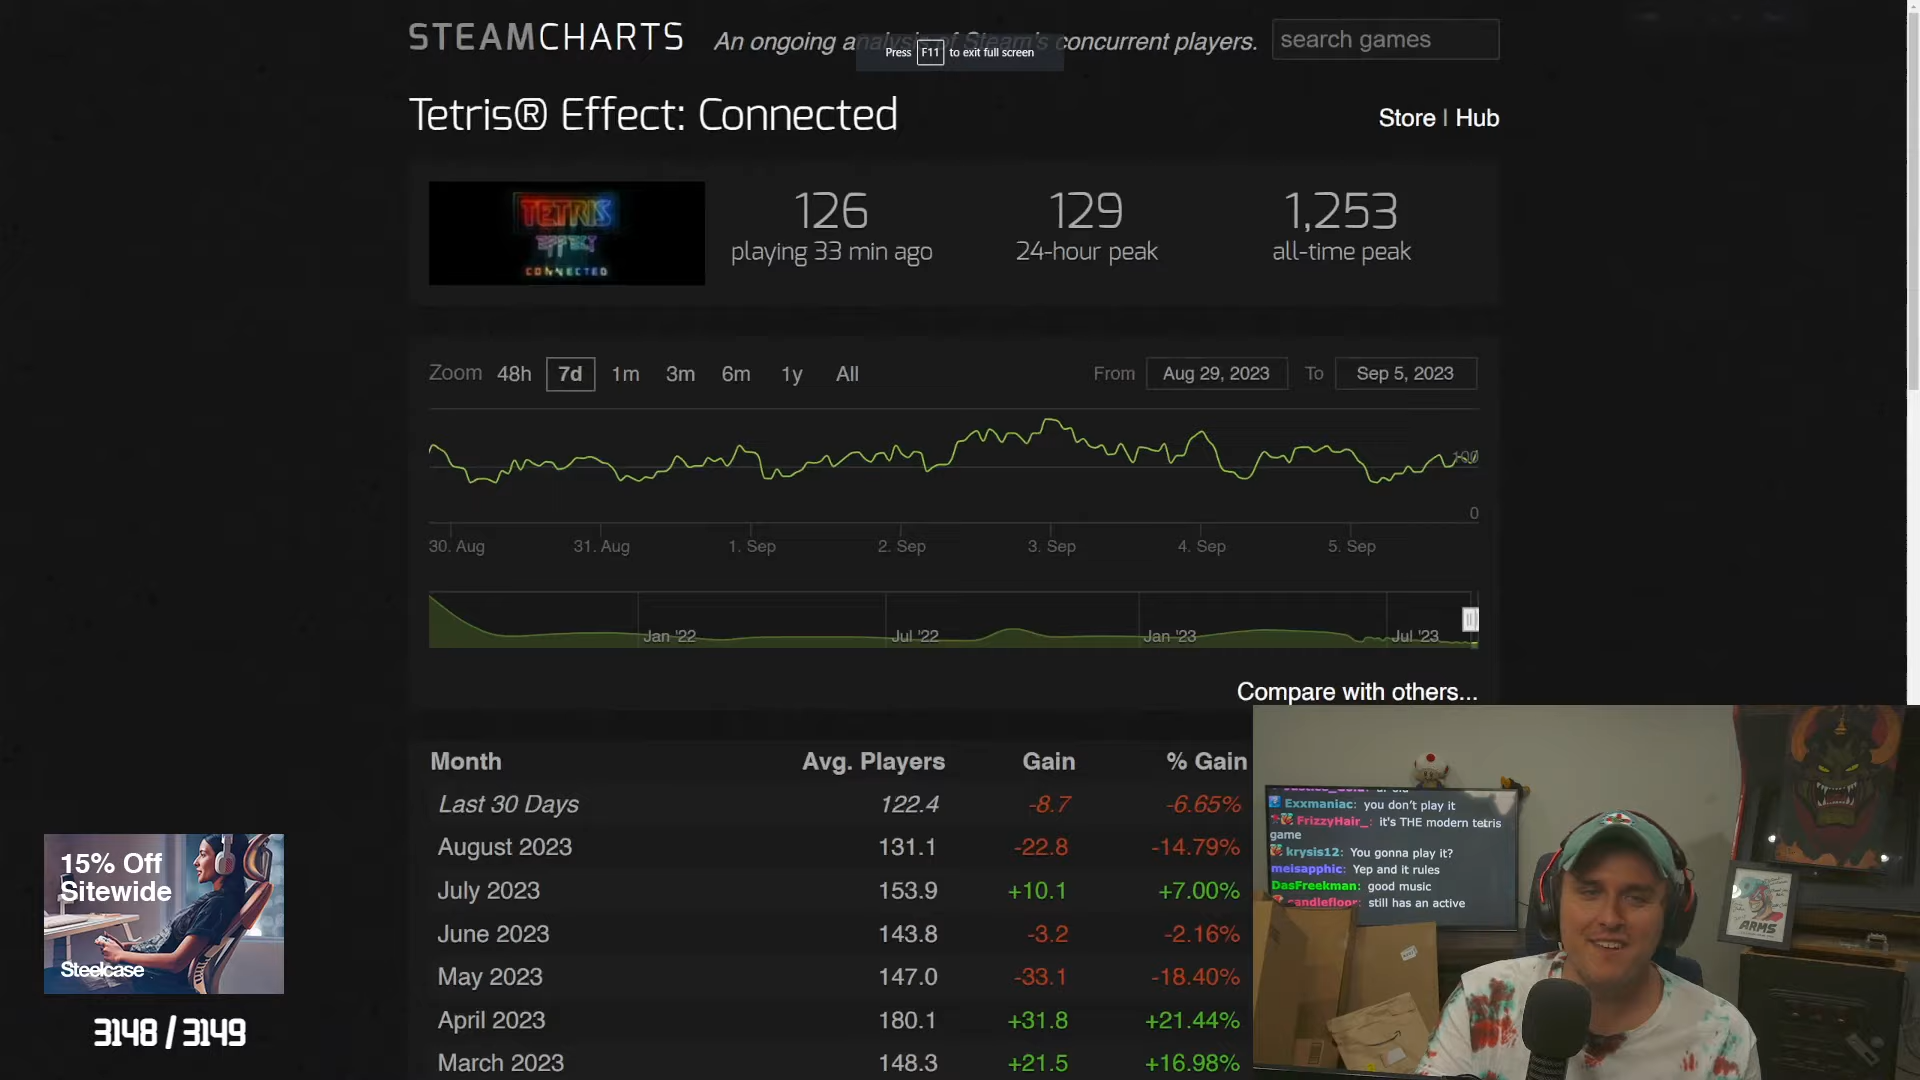 STEAMCHARTS
An ongoing analysis of Steam's concurrent players.
search games
Press F11 to exit full screen
Tetris® Effect: Connected
Store | Hub
TETRIS
EFFECT
CONNECTED
126
playing 33 min ago
129
24-hour peak
1,253
all-time peak
Zoom 48h 7d 1m 3m 6m 1y All
From Aug 29, 2023 To Sep 5, 2023
100
0
30. Aug 31. Aug 1. Sep 2. Sep 3. Sep 4. Sep 5. Sep
Jan '22 Jul '22 Jan '23 Jul '23
Compare with others...
Month Avg. Players Gain % Gain
Last 30 Days 122.4 -8.7 -6.65%
August 2023 131.1 -22.8 -14.79%
July 2023 153.9 +10.1 +7.00%
June 2023 143.8 -3.2 -2.16%
May 2023 147.0 -33.1 -18.40%
April 2023 180.1 +31.8 +21.44%
March 2023 148.3 +21.5 +16.98%
15% Off
Sitewide
Steelcase
3148 / 3149
Exxmaniac: you don't play it
FrizzyHair_: it's THE modern tetris
game
krysis12: You gonna play it?
meisapphic: Yep and it rules
DasFreekman: good music
candlefloor: still has an active
ARMS